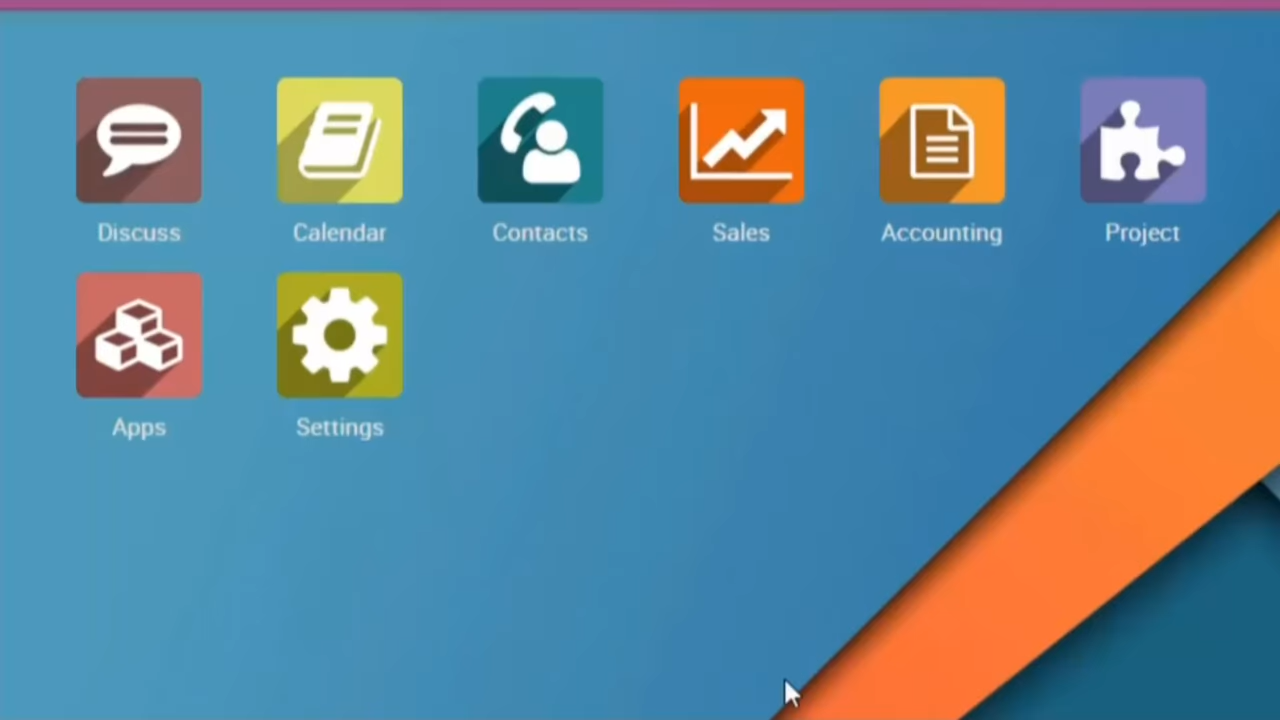 Discuss
Calendar
Contacts
Sales
Accounting
Project
Apps
Settings